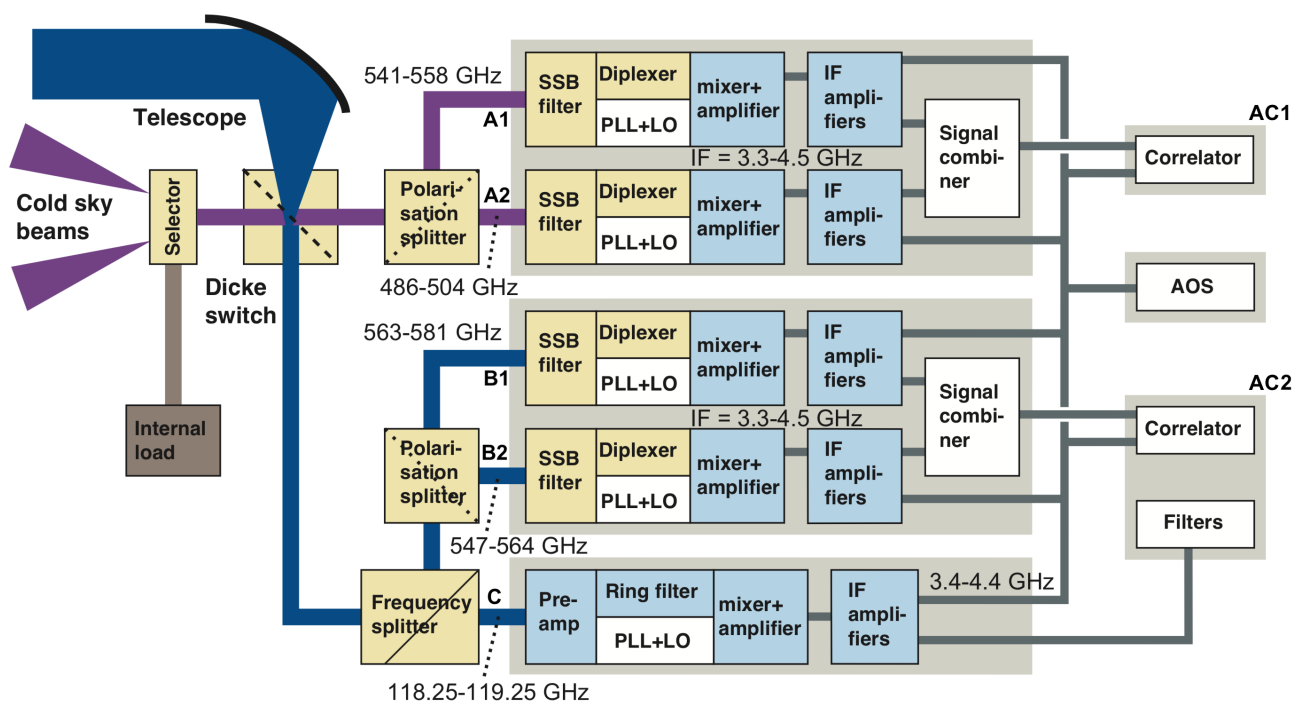 541-558 GHz
Telescope
A1
SSB
filter
Diplexer
PLL+LO
mixer+
amplifier
IF
ampli-
fiers
Signal
combi-
ner
AC1
Correlator
IF = 3.3-4.5 GHz
Cold sky
beams
Selector
Polari-
sation
splitter
A2
SSB
filter
Diplexer
PLL+LO
mixer+
amplifier
IF
ampli-
fiers
Dicke
switch
486-504 GHz
AOS
563-581 GHz
B1
SSB
filter
Diplexer
PLL+LO
mixer+
amplifier
IF
ampli-
fiers
Signal
combi-
ner
AC2
Correlator
IF = 3.3-4.5 GHz
Internal
load
Polari-
sation
splitter
B2
SSB
filter
Diplexer
PLL+LO
mixer+
amplifier
IF
ampli-
fiers
Filters
547-564 GHz
Frequency
splitter
C
Pre-
amp
Ring filter
PLL+LO
mixer+
amplifier
IF
ampli-
fiers
3.4-4.4 GHz
118.25-119.25 GHz